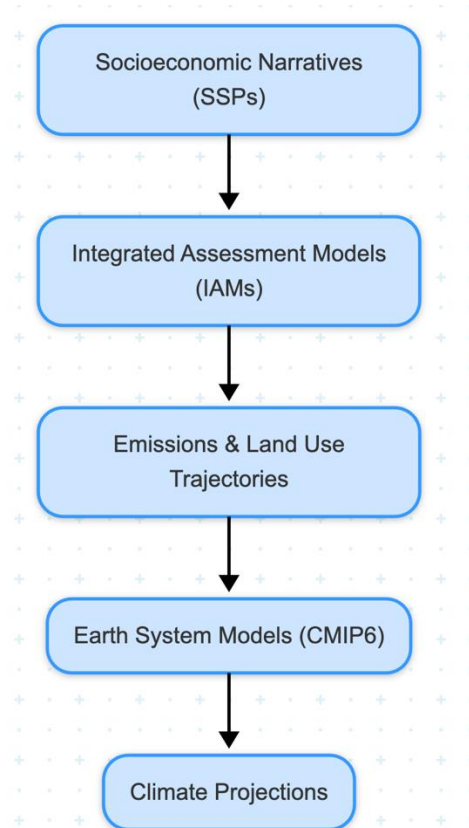 Socioeconomic Narratives
(SSPs)
Integrated Assessment Models
(IAMs)
Emissions & Land Use
Trajectories
Earth System Models (CMIP6)
Climate Projections